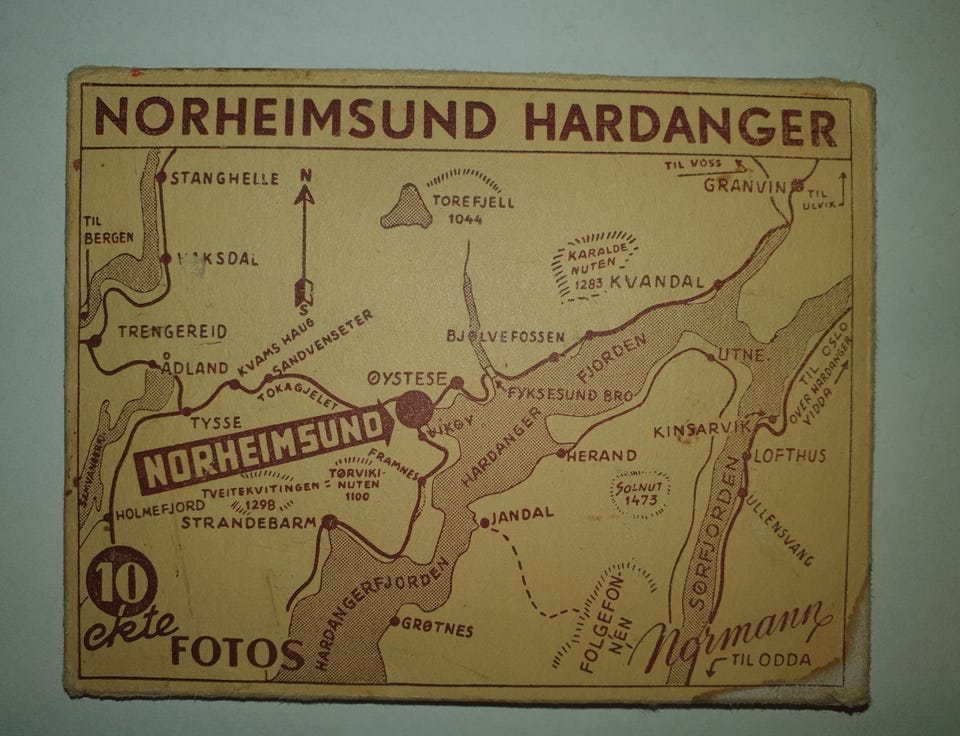 NORHEIMSUND HARDANGER
STANGHELLE
N
TOREFJELL
1044
TIL VOSS
GRANVIN
TIL
ULVIK
TIL
BERGEN
KARALDE
NUTEN
1283
KVANDAL
S
TRENGEREID
KVAMSHAUG
SANDVENSETER
BJØLVEFOSSEN
FJORDEN
UTNE
TIL OSLO
OVER HARDANGER
VIDDA
ÅDLAND
TOKAGJELET
ØYSTESE
FYKSESUND BRO
TYSSE
HARDANGER
KINSARVIK
NORHEIMSUND
FRAMNES
HERAND
LOFTHUS
TVEITEKVITINGEN
1298
TØRVIKI-
NUTEN
1100
SOLNUT
1473
SØRFJORDEN
ULLENSVANG
HOLMEFJORD
STRANDEBARM
JANDAL
10
ekte
FOTOS
HARDANGERFJORDEN
GRØTNES
FOLGEFON-
NEN
Normann
TIL ODDA